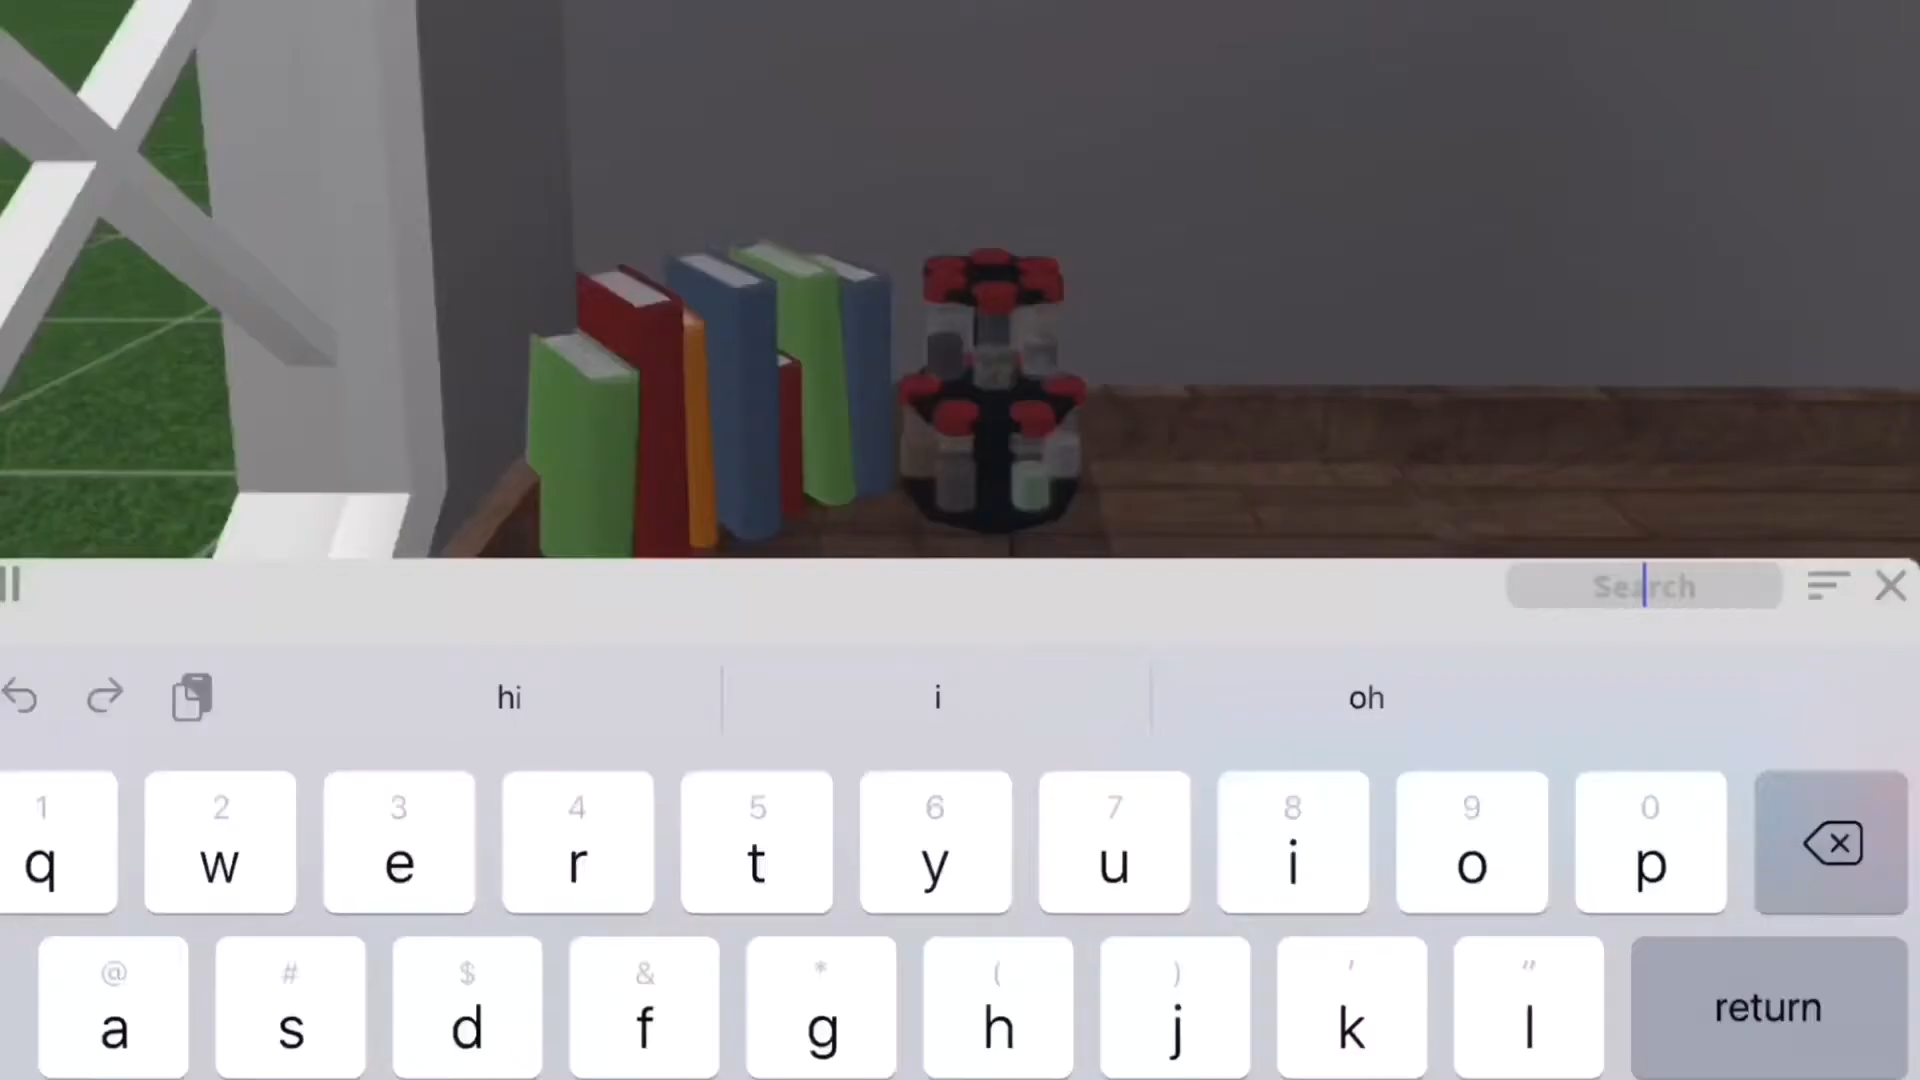 Search
hi i oh
1 2 3 4 5 6 7 8 9 0
q w e r t y u i o p
@ # $ & * ( ) ' "
a s d f g h j k l return